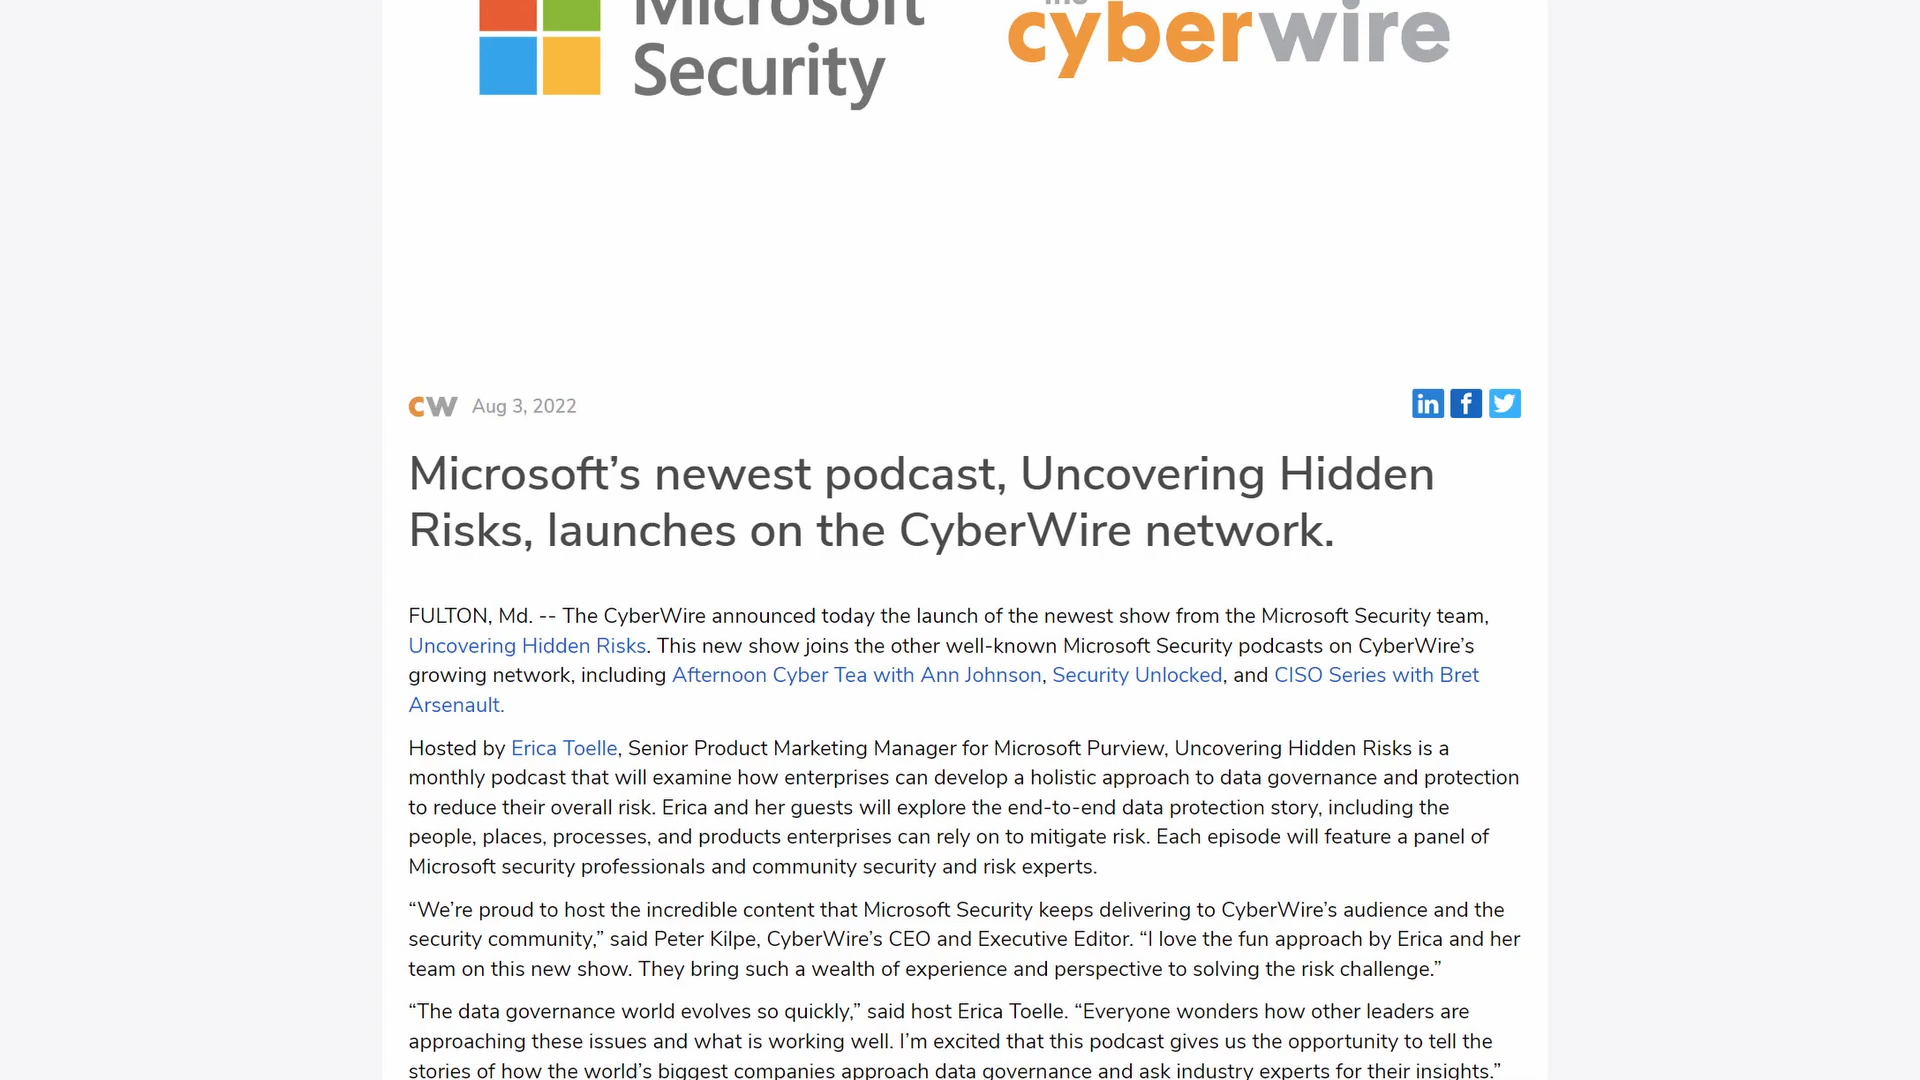 Microsoft
Security
the
cyberwire
CW Aug 3, 2022
Microsoft’s newest podcast, Uncovering Hidden
Risks, launches on the CyberWire network.
FULTON, Md. -- The CyberWire announced today the launch of the newest show from the Microsoft Security team,
Uncovering Hidden Risks. This new show joins the other well-known Microsoft Security podcasts on CyberWire’s
growing network, including Afternoon Cyber Tea with Ann Johnson, Security Unlocked, and CISO Series with Bret
Arsenault.
Hosted by Erica Toelle, Senior Product Marketing Manager for Microsoft Purview, Uncovering Hidden Risks is a
monthly podcast that will examine how enterprises can develop a holistic approach to data governance and protection
to reduce their overall risk. Erica and her guests will explore the end-to-end data protection story, including the
people, places, processes, and products enterprises can rely on to mitigate risk. Each episode will feature a panel of
Microsoft security professionals and community security and risk experts.
“We’re proud to host the incredible content that Microsoft Security keeps delivering to CyberWire’s audience and the
security community,” said Peter Kilpe, CyberWire’s CEO and Executive Editor. “I love the fun approach by Erica and her
team on this new show. They bring such a wealth of experience and perspective to solving the risk challenge.”
“The data governance world evolves so quickly,” said host Erica Toelle. “Everyone wonders how other leaders are
approaching these issues and what is working well. I’m excited that this podcast gives us the opportunity to tell the
stories of how the world’s biggest companies approach data governance and ask industry experts for their insights.”